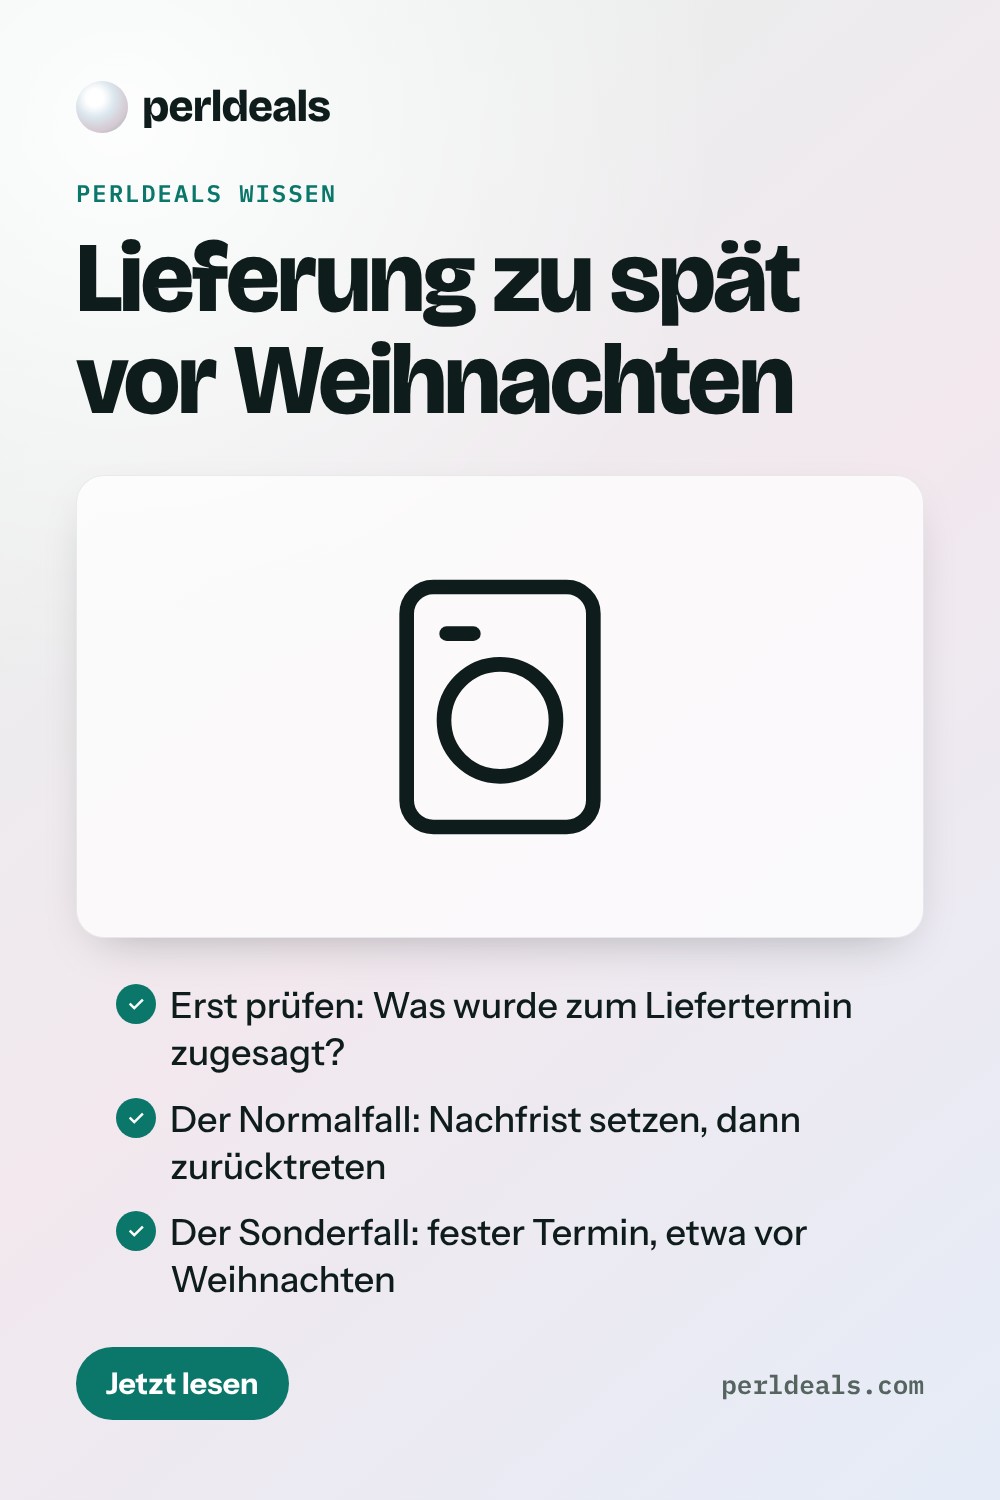 perldeals
PERLDEALS WISSEN
Lieferung zu spät
vor Weihnachten
Erst prüfen: Was wurde zum Liefertermin
zugesagt?
Der Normalfall: Nachfrist setzen, dann
zurücktreten
Der Sonderfall: fester Termin, etwa vor
Weihnachten
Jetzt lesen
perldeals.com